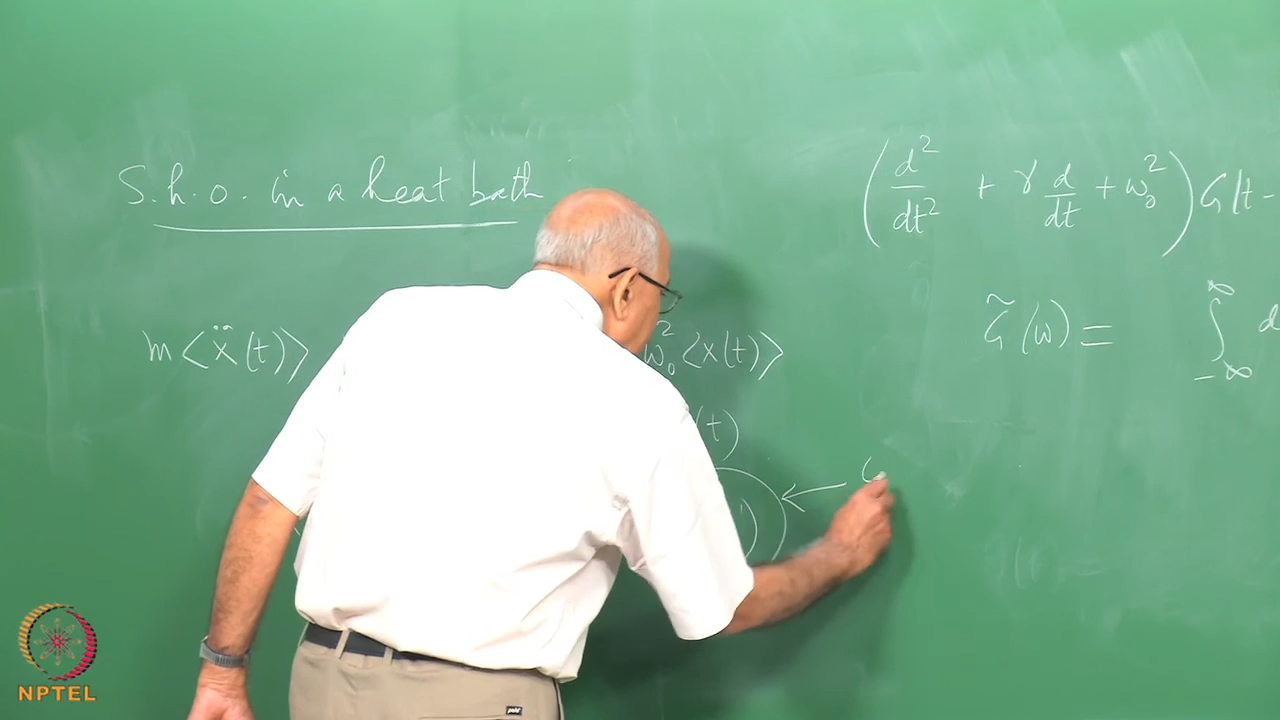 S.h.o. in a heat bath
m<ẍ(t)> ω₀²<x(t)>
(t)
(d²/dt² + γ d/dt + ω₀²) G(t-
G̃(ω) = ∫_{-∞}^{∞} d
NPTEL